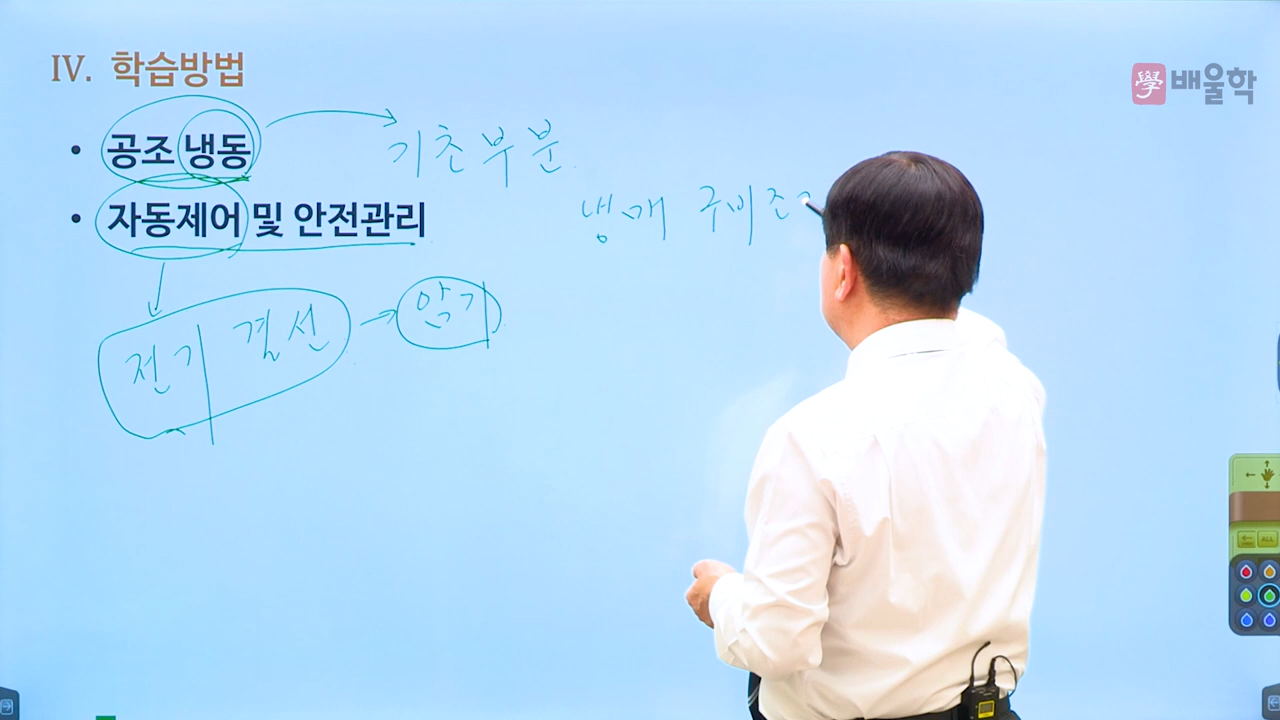 Ⅳ. 학습방법
學 배울학
• 공조 냉동
기초부분
• 자동제어 및 안전관리
냉매 구비조
전기 결선 → 암기
ALL